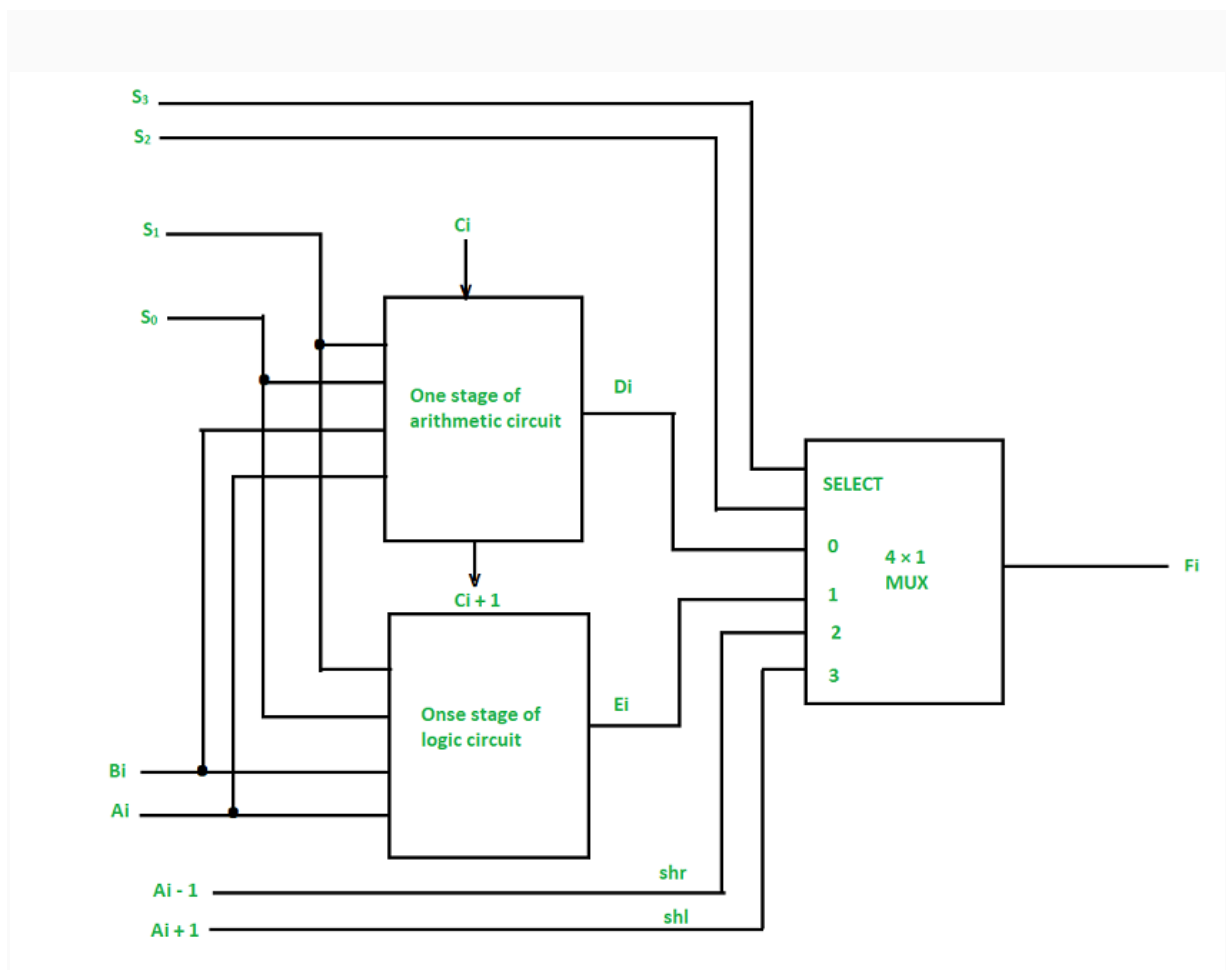 S₃
S₂
S₁
Ci
S₀
Di
One stage of
arithmetic circuit
SELECT
0
4 × 1
MUX
1
Ci + 1
2
3
Fi
Ei
Onse stage of
logic circuit
Bi
Ai
shr
Ai - 1
shl
Ai + 1